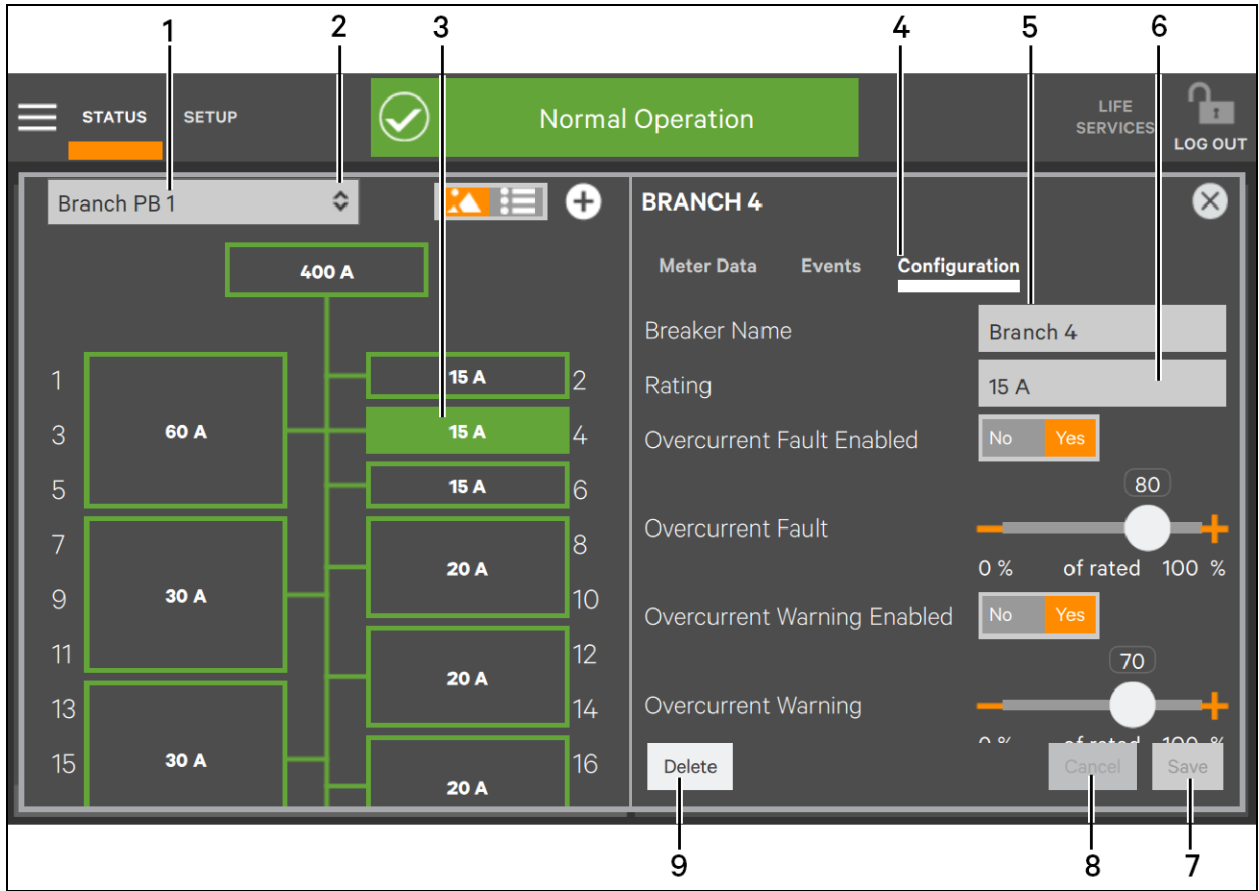 1 2 3 4 5 6
STATUS SETUP Normal Operation LIFE SERVICES LOG OUT
Branch PB 1
400 A
1 60 A 15 A 2
3 15 A 4
5 15 A 6
7 30 A 20 A 8
9 10
11 20 A 12
13 30 A 14
15 20 A 16
BRANCH 4
Meter Data Events Configuration
Breaker Name Branch 4
Rating 15 A
Overcurrent Fault Enabled No Yes
80
Overcurrent Fault
0 % of rated 100 %
Overcurrent Warning Enabled No Yes
70
Overcurrent Warning
0 % of rated 100 %
Delete Cancel Save
9 8 7